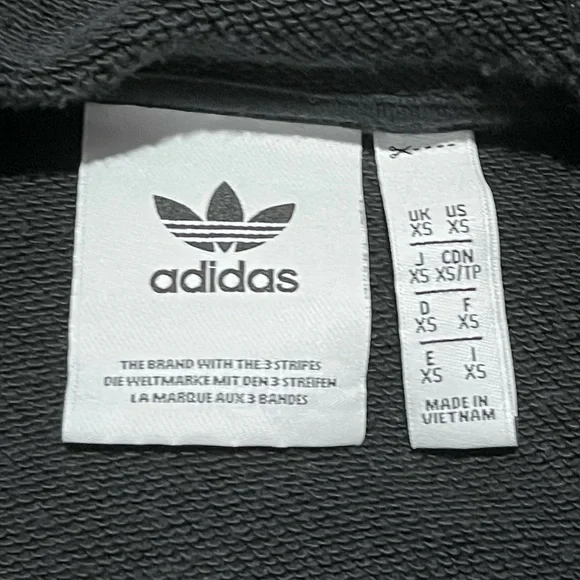 adidas
THE BRAND WITH THE 3 STRIPES
DIE WELTMARKE MIT DEN 3 STREIFEN
LA MARQUE AUX 3 BANDES
UK US
XS XS
J CDN
XS XS/TP
D F
XS XS
E I
XS XS
MADE IN
VIETNAM